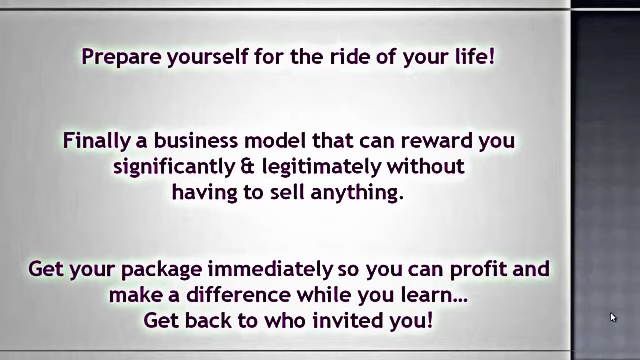 Prepare yourself for the ride of your life!
Finally a business model that can reward you
significantly & legitimately without
having to sell anything.
Get your package immediately so you can profit and
make a difference while you learn…
Get back to who invited you!